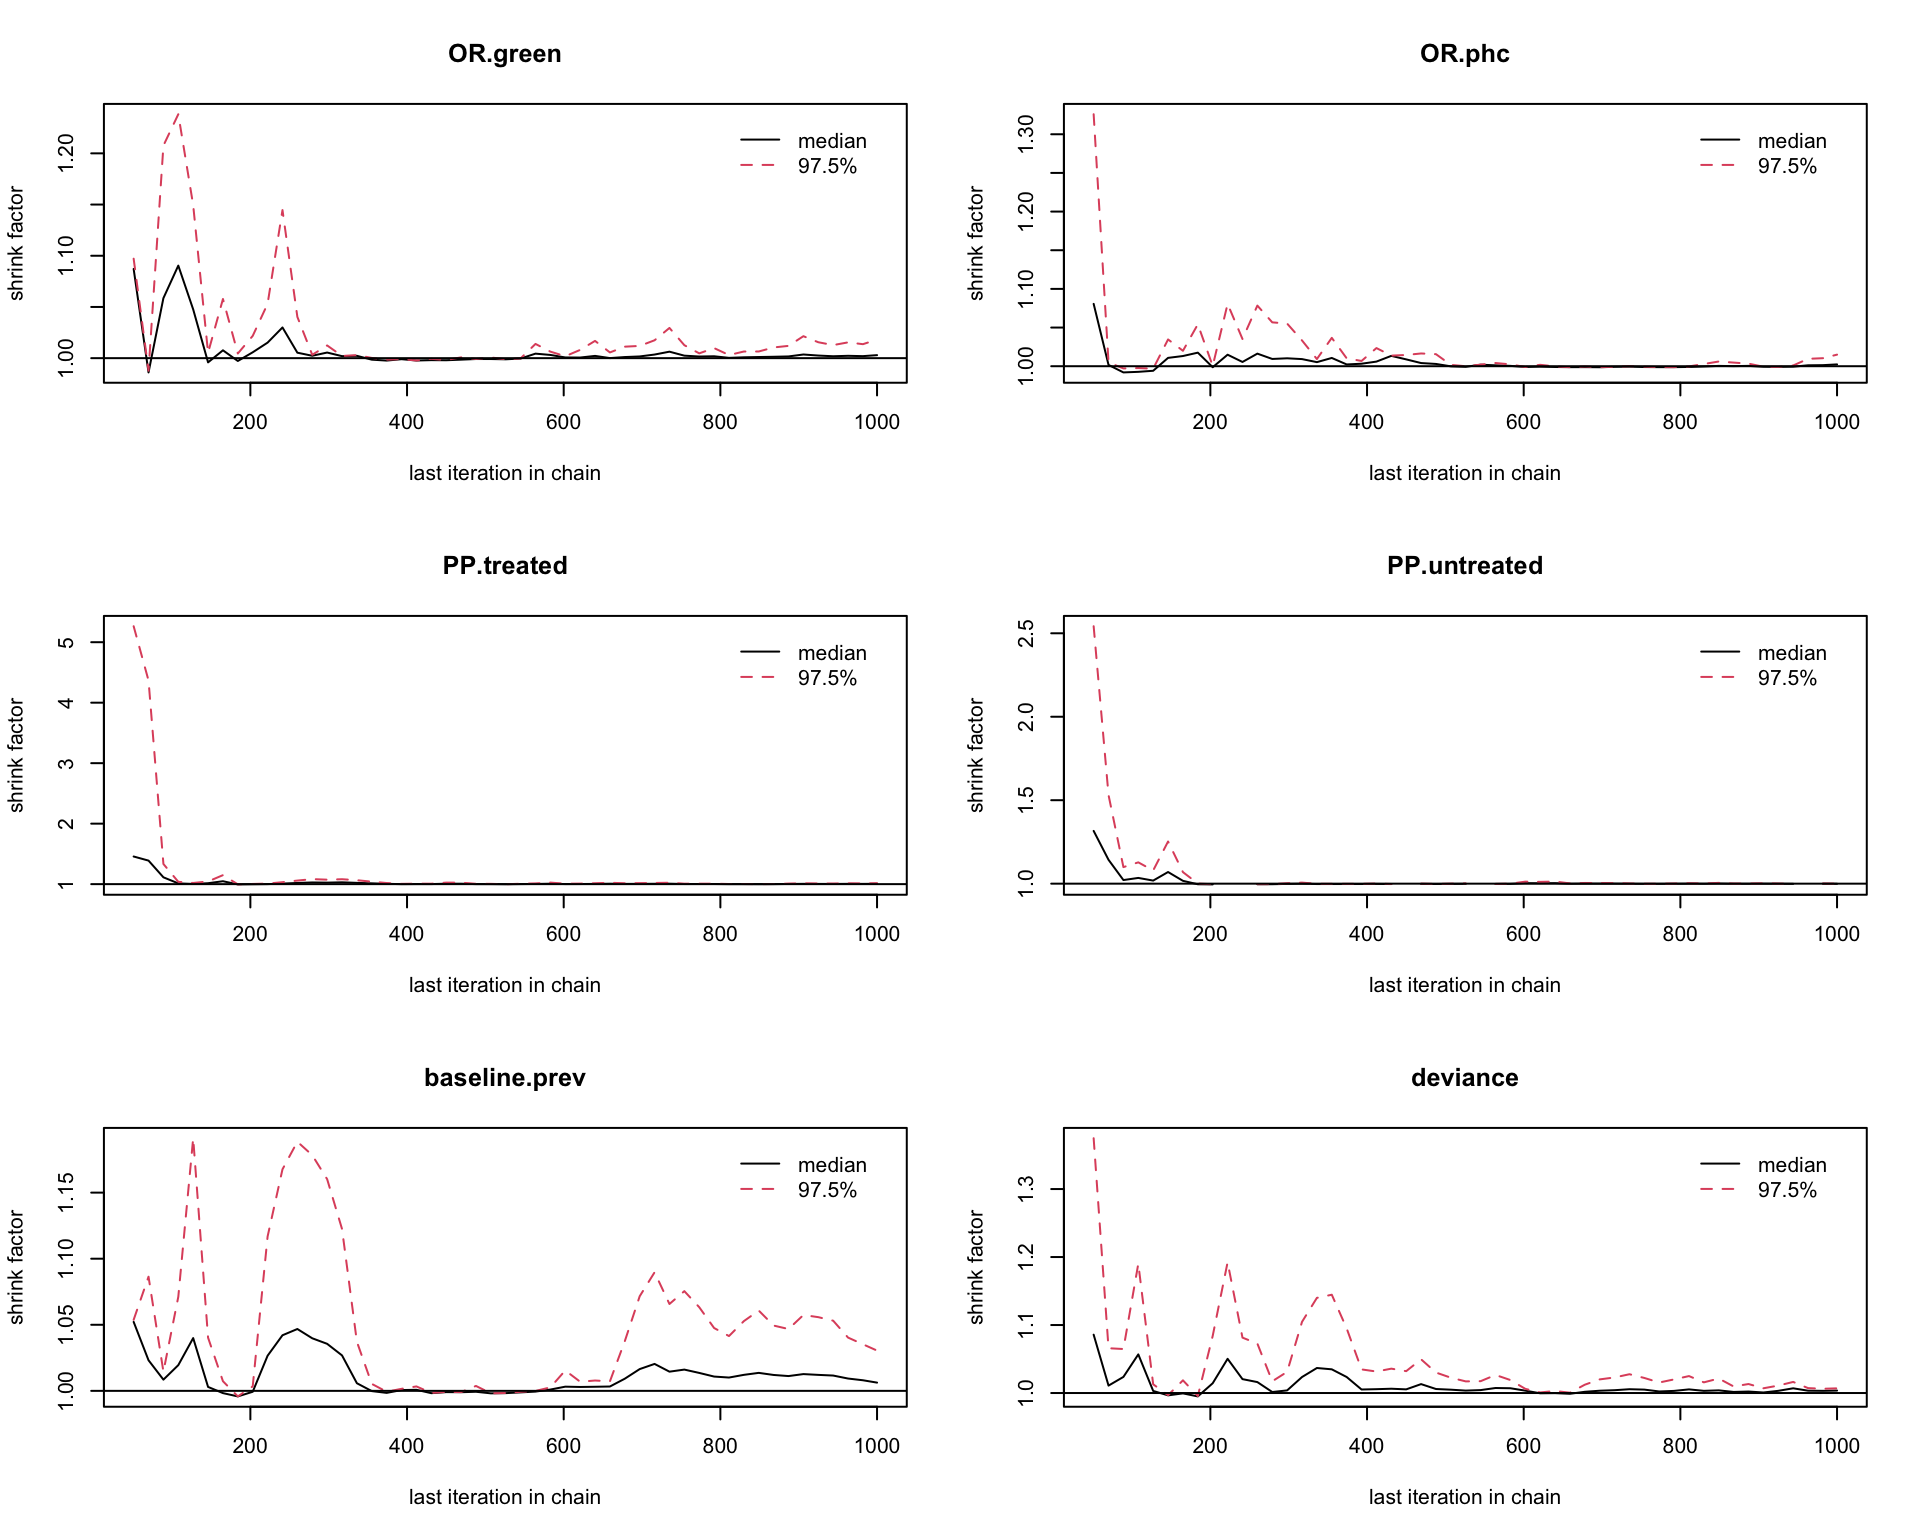 OR.green
shrink factor
1.00 1.10 1.20
median
97.5%
200 400 600 800 1000
last iteration in chain
OR.phc
shrink factor
1.00 1.10 1.20 1.30
median
97.5%
200 400 600 800 1000
last iteration in chain
PP.treated
shrink factor
1 2 3 4 5
median
97.5%
200 400 600 800 1000
last iteration in chain
PP.untreated
shrink factor
1.0 1.5 2.0 2.5
median
97.5%
200 400 600 800 1000
last iteration in chain
baseline.prev
shrink factor
1.00 1.05 1.10 1.15
median
97.5%
200 400 600 800 1000
last iteration in chain
deviance
shrink factor
1.0 1.1 1.2 1.3
median
97.5%
200 400 600 800 1000
last iteration in chain